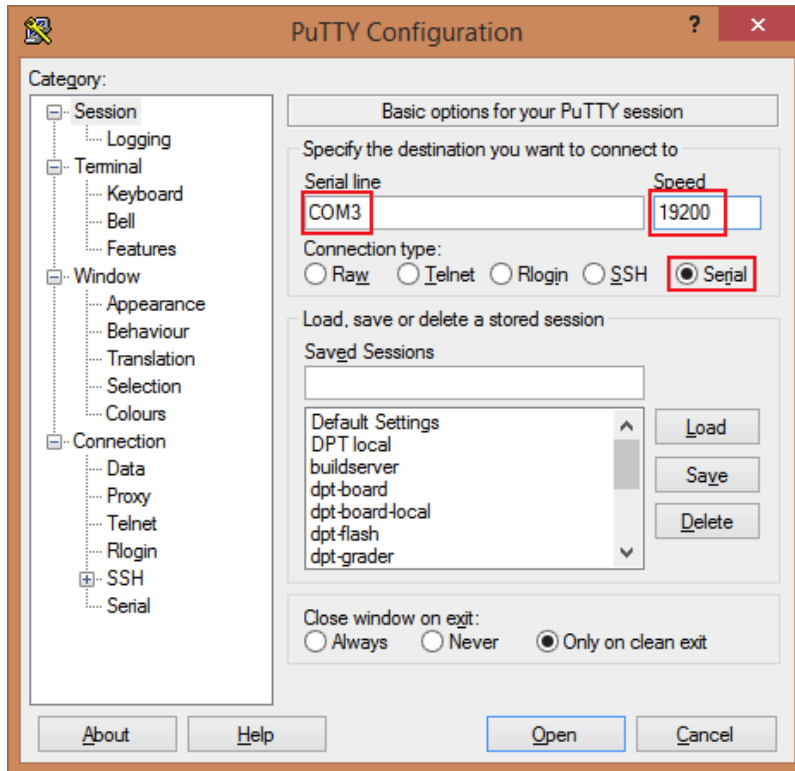 PuTTY Configuration
?
×
Category:
Session
Logging
Terminal
Keyboard
Bell
Features
Window
Appearance
Behaviour
Translation
Selection
Colours
Connection
Data
Proxy
Telnet
Rlogin
SSH
Serial
Basic options for your PuTTY session
Specify the destination you want to connect to
Serial line Speed
COM3 19200
Connection type:
Raw Telnet Rlogin SSH Serial
Load, save or delete a stored session
Saved Sessions
Default Settings
DPT local
buildserver
dpt-board
dpt-board-local
dpt-flash
dpt-grader
Load
Save
Delete
Close window on exit:
Always Never Only on clean exit
About Help Open Cancel